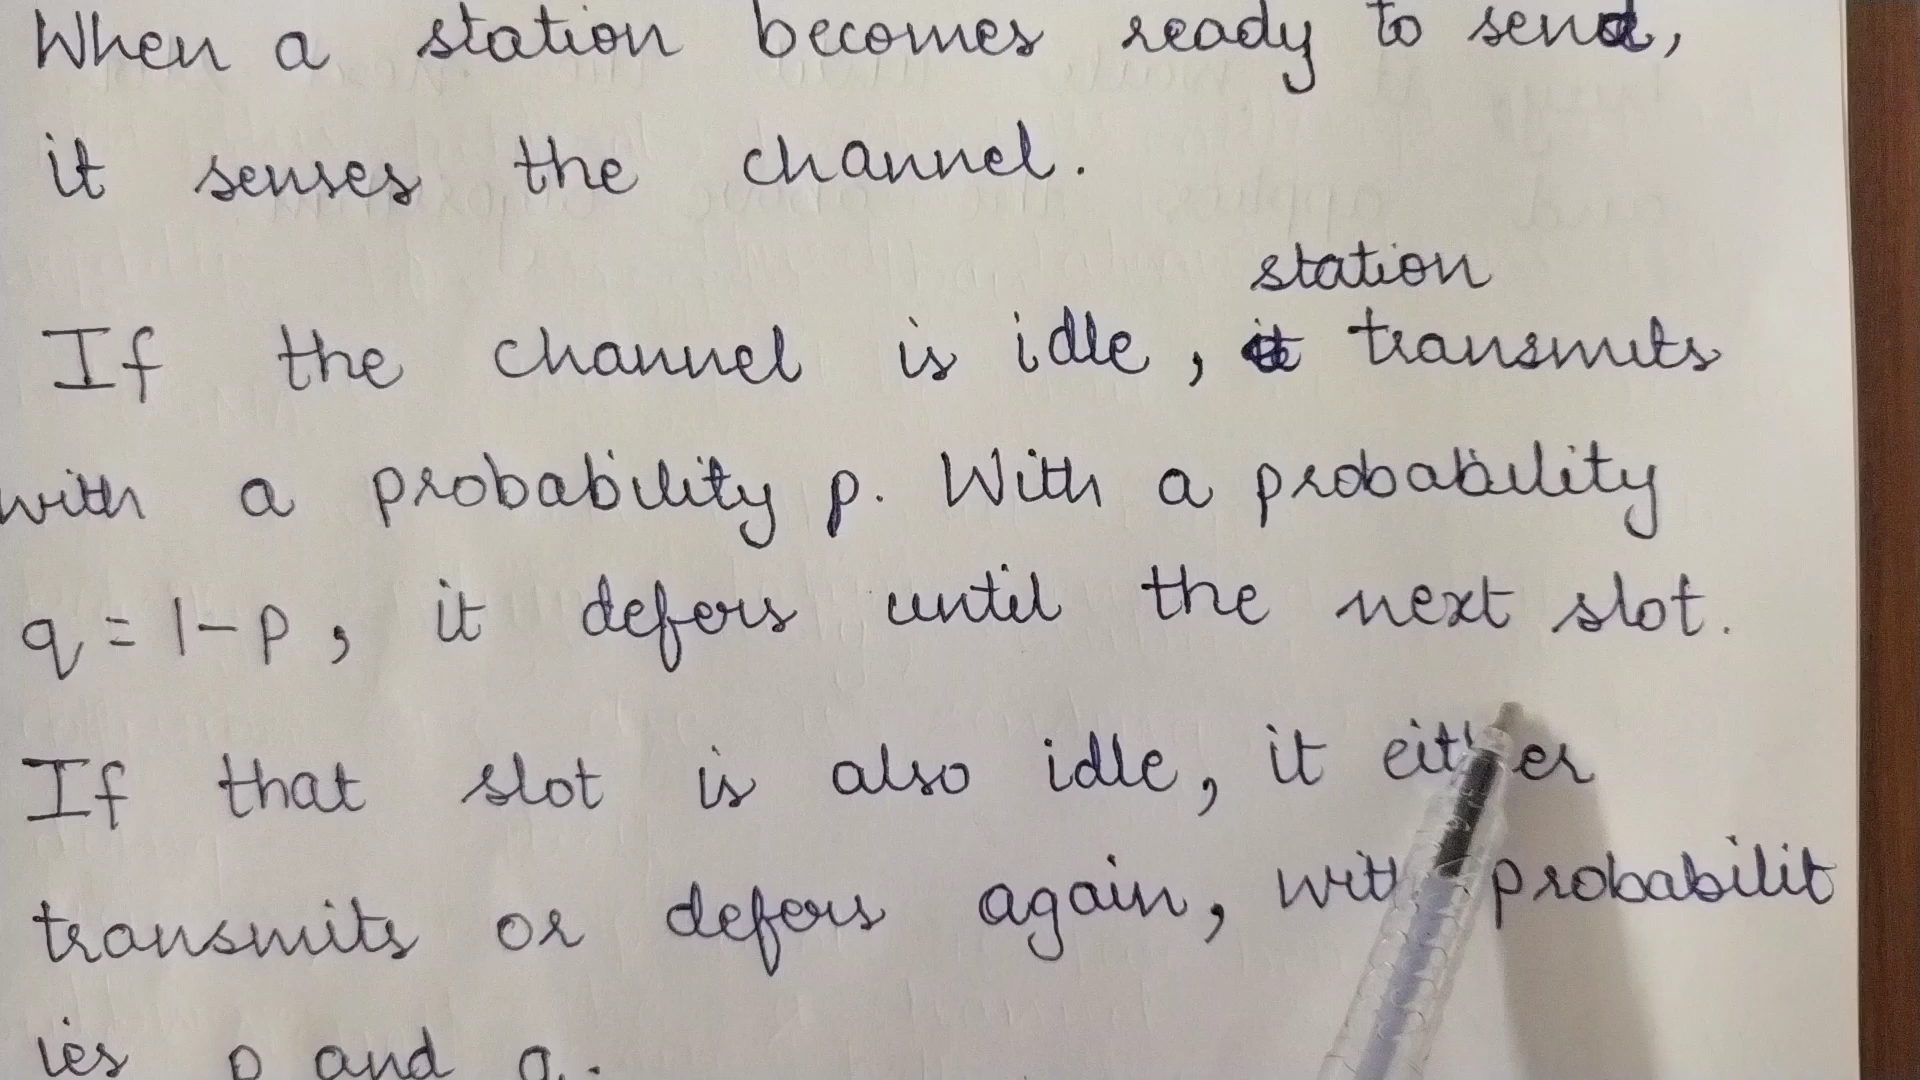 When a station becomes ready to send,
it senses the channel.
station
If the channel is idle, it transmits
with a probability p. With a probability
q = 1-p, it defers until the next slot.
If that slot is also idle, it either
transmits or defers again, with probabilit
ies p and q.